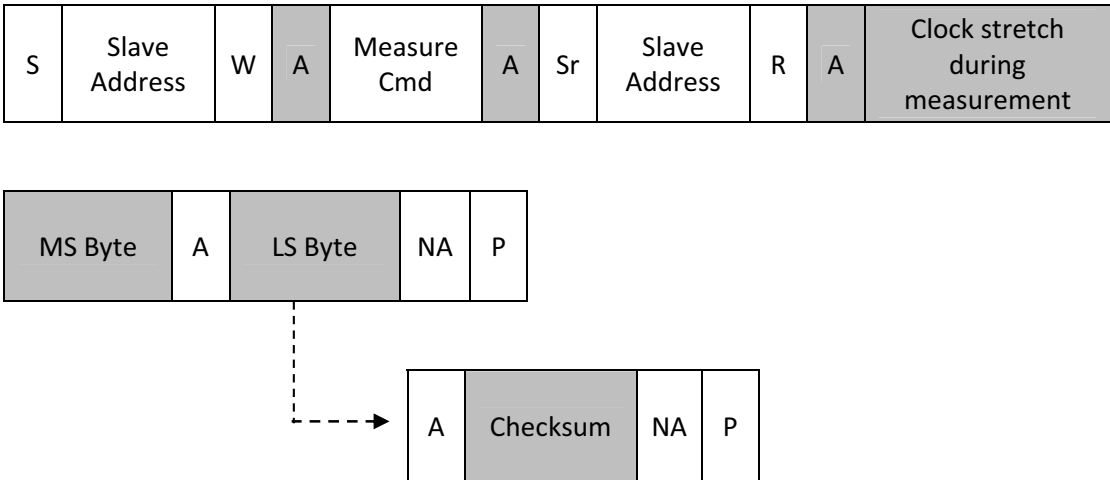 S Slave Address W A Measure Cmd A Sr Slave Address R A Clock stretch during measurement
MS Byte A LS Byte NA P
A Checksum NA P